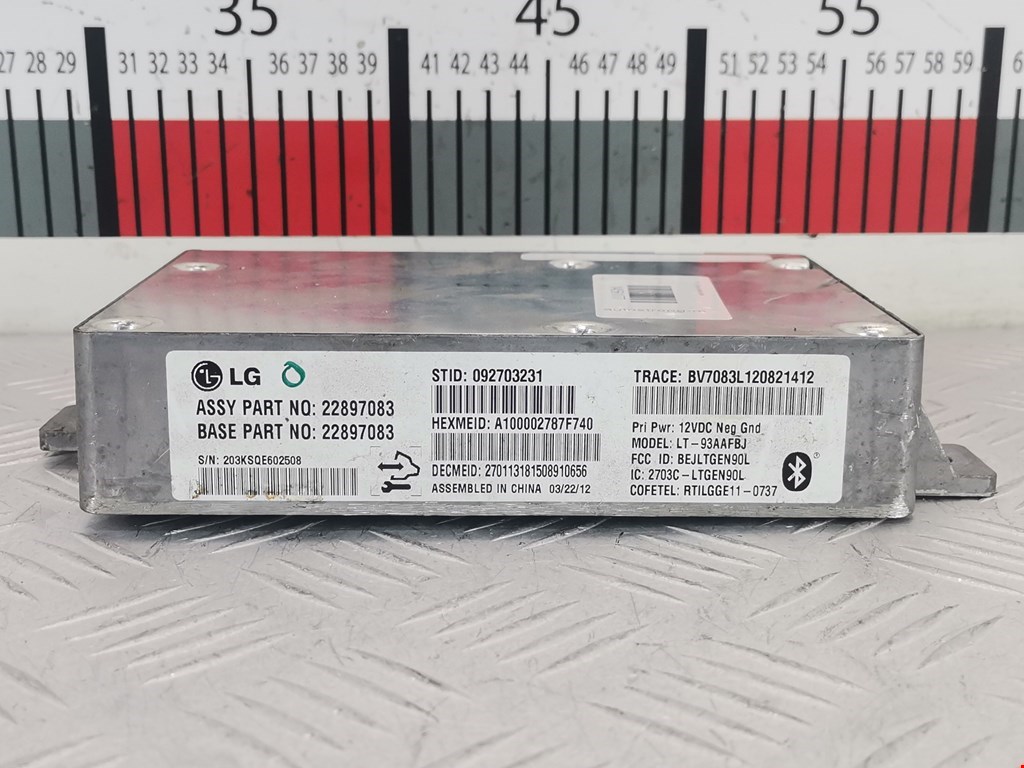 35 45 55
27 28 29 31 32 33 34 36 37 38 39 41 42 43 44 46 47 48 49 51 52 53 54 56 57 58 59 6
LG
ASSY PART NO: 22897083
BASE PART NO: 22897083
S/N: 203KSQE602508
STID: 092703231
HEXMEID: A100002787F740
DECMEID: 270113181508910656
ASSEMBLED IN CHINA 03/22/12
TRACE: BV7083L120821412
Pri Pwr: 12VDC Neg Gnd
MODEL: LT-93AAFBJ
FCC ID: BEJLTGEN90L
IC: 2703C-LTGEN90L
COFETEL: RTILGGE11-0737